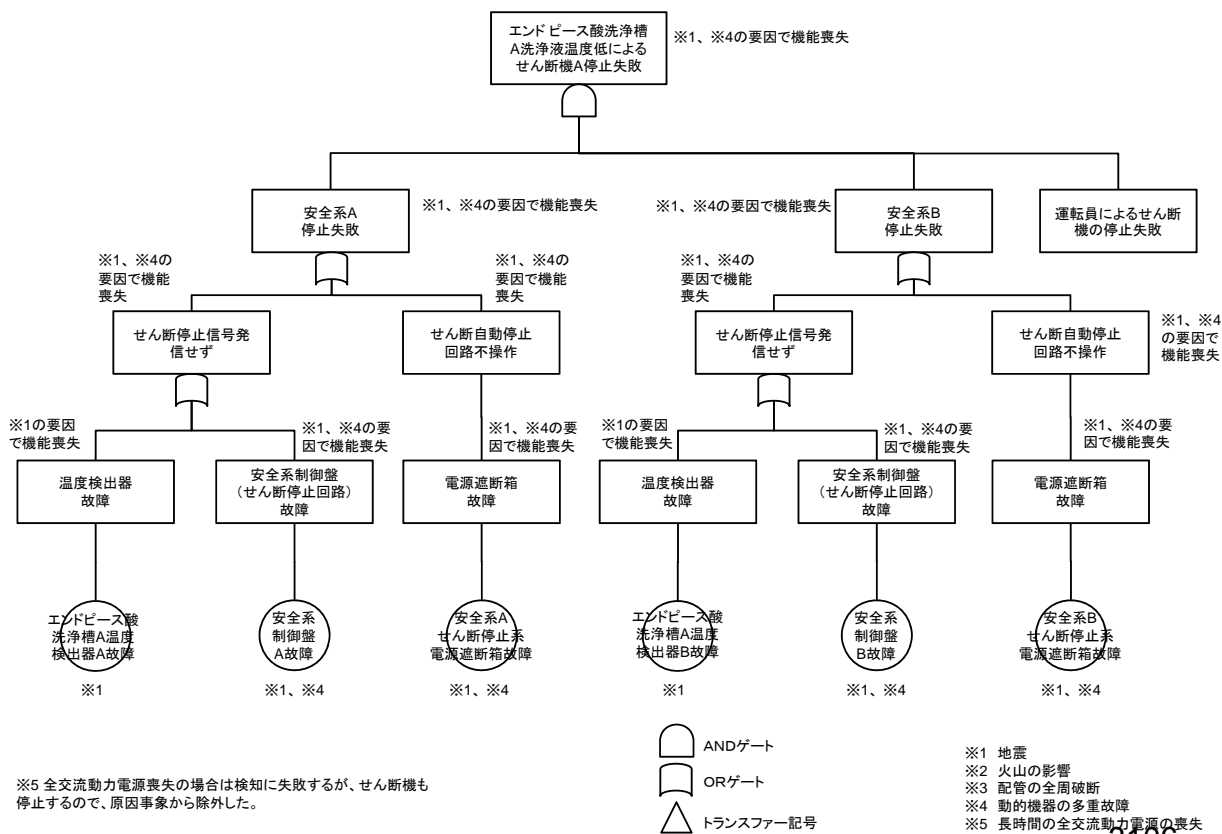 エンドピース酸洗浄槽
A洗浄液温度低による
せん断機A停止失敗
※1、※4の要因で機能喪失
安全系A
停止失敗
※1、※4の要因で機能喪失
※1、※4の要因で機能喪失
安全系B
停止失敗
運転員によるせん断
機の停止失敗
※1、※4の
要因で機能
喪失
※1、※4の
要因で機能
喪失
※1、※4の
要因で機能
喪失
せん断停止信号発
信せず
せん断自動停止
回路不操作
せん断停止信号発
信せず
せん断自動停止
回路不操作
※1、※4
の要因で
機能喪失
※1の要因
で機能喪失
※1、※4の要
因で機能喪失
※1、※4の要
因で機能喪失
※1の要因
で機能喪失
※1、※4の要
因で機能喪失
※1、※4の要
因で機能喪失
温度検出器
故障
安全系制御盤
(せん断停止回路)
故障
電源遮断箱
故障
温度検出器
故障
安全系制御盤
(せん断停止回路)
故障
電源遮断箱
故障
エンドピース酸
洗浄槽A温度
検出器A故障
安全系
制御盤
A故障
安全系A
せん断停止系
電源遮断箱故障
エンドピース酸
洗浄槽A温度
検出器B故障
安全系
制御盤
B故障
安全系B
せん断停止系
電源遮断箱故障
※1
※1、※4
※1、※4
※1
※1、※4
※1、※4
※5 全交流動力電源喪失の場合は検知に失敗するが、せん断機も
停止するので、原因事象から除外した。
ANDゲート
ORゲート
トランスファー記号
※1 地震
※2 火山の影響
※3 配管の全周破断
※4 動的機器の多重故障
※5 長時間の全交流動力電源の喪失